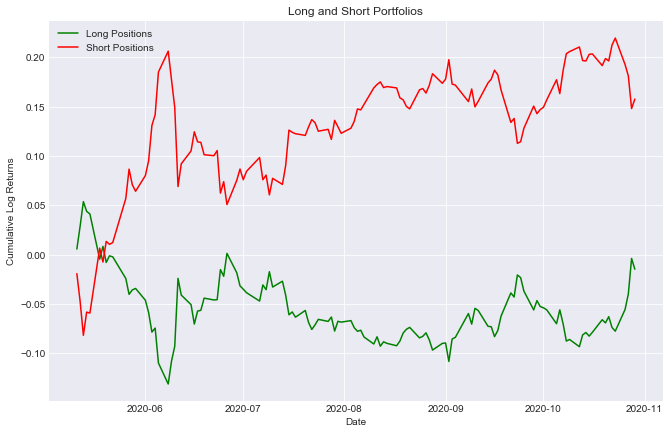 Long and Short Portfolios
Long Positions
Short Positions
0.20
0.15
0.10
0.05
0.00
−0.05
−0.10
Cumulative Log Returns
2020-06
2020-07
2020-08
2020-09
2020-10
2020-11
Date